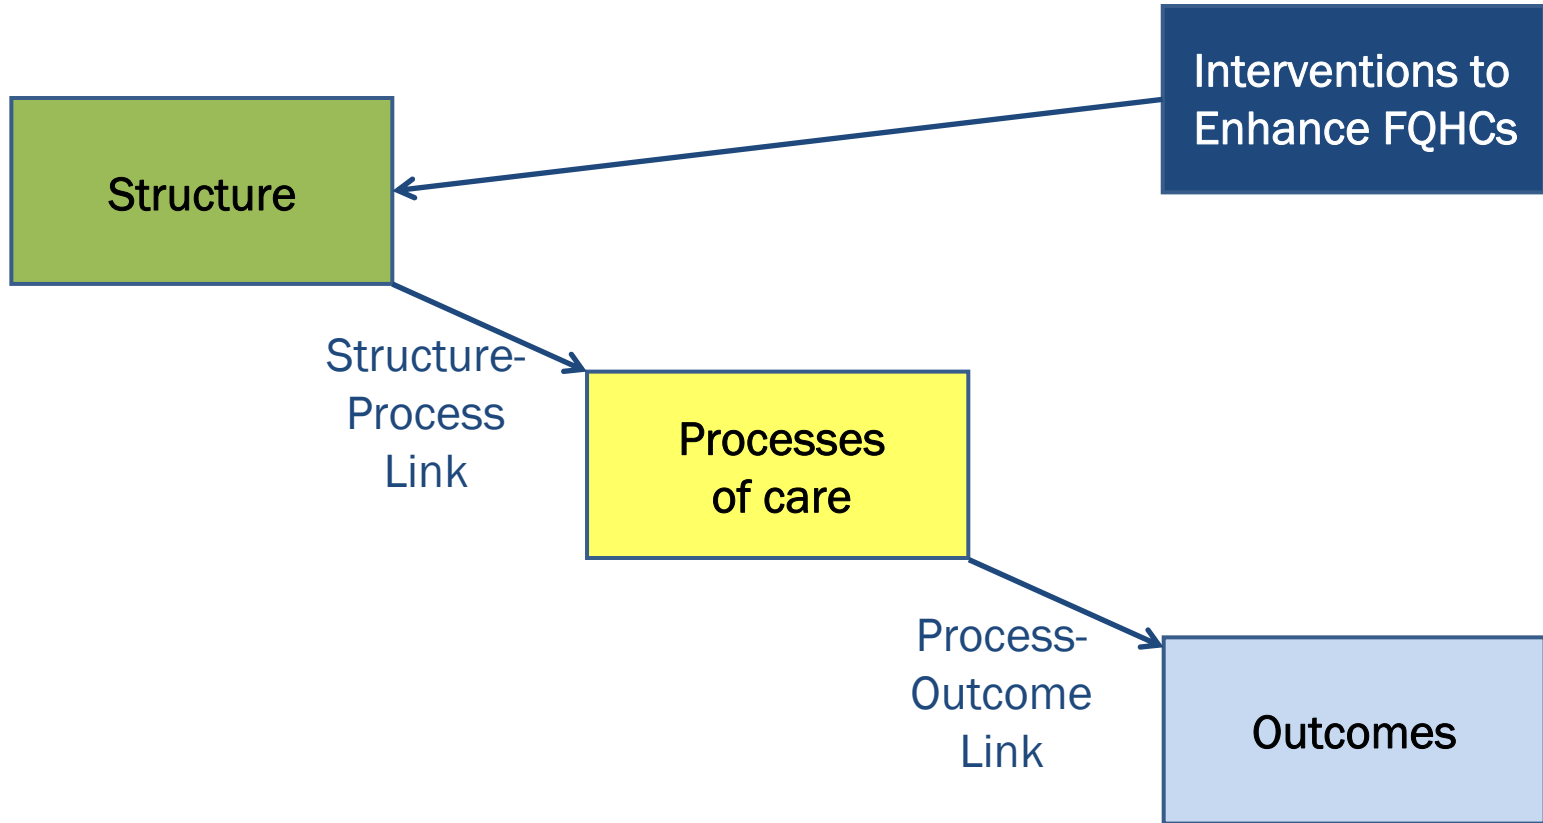 Interventions to
Enhance FQHCs
Structure
Structure-
Process
Link
Processes
of care
Process-
Outcome
Link
Outcomes